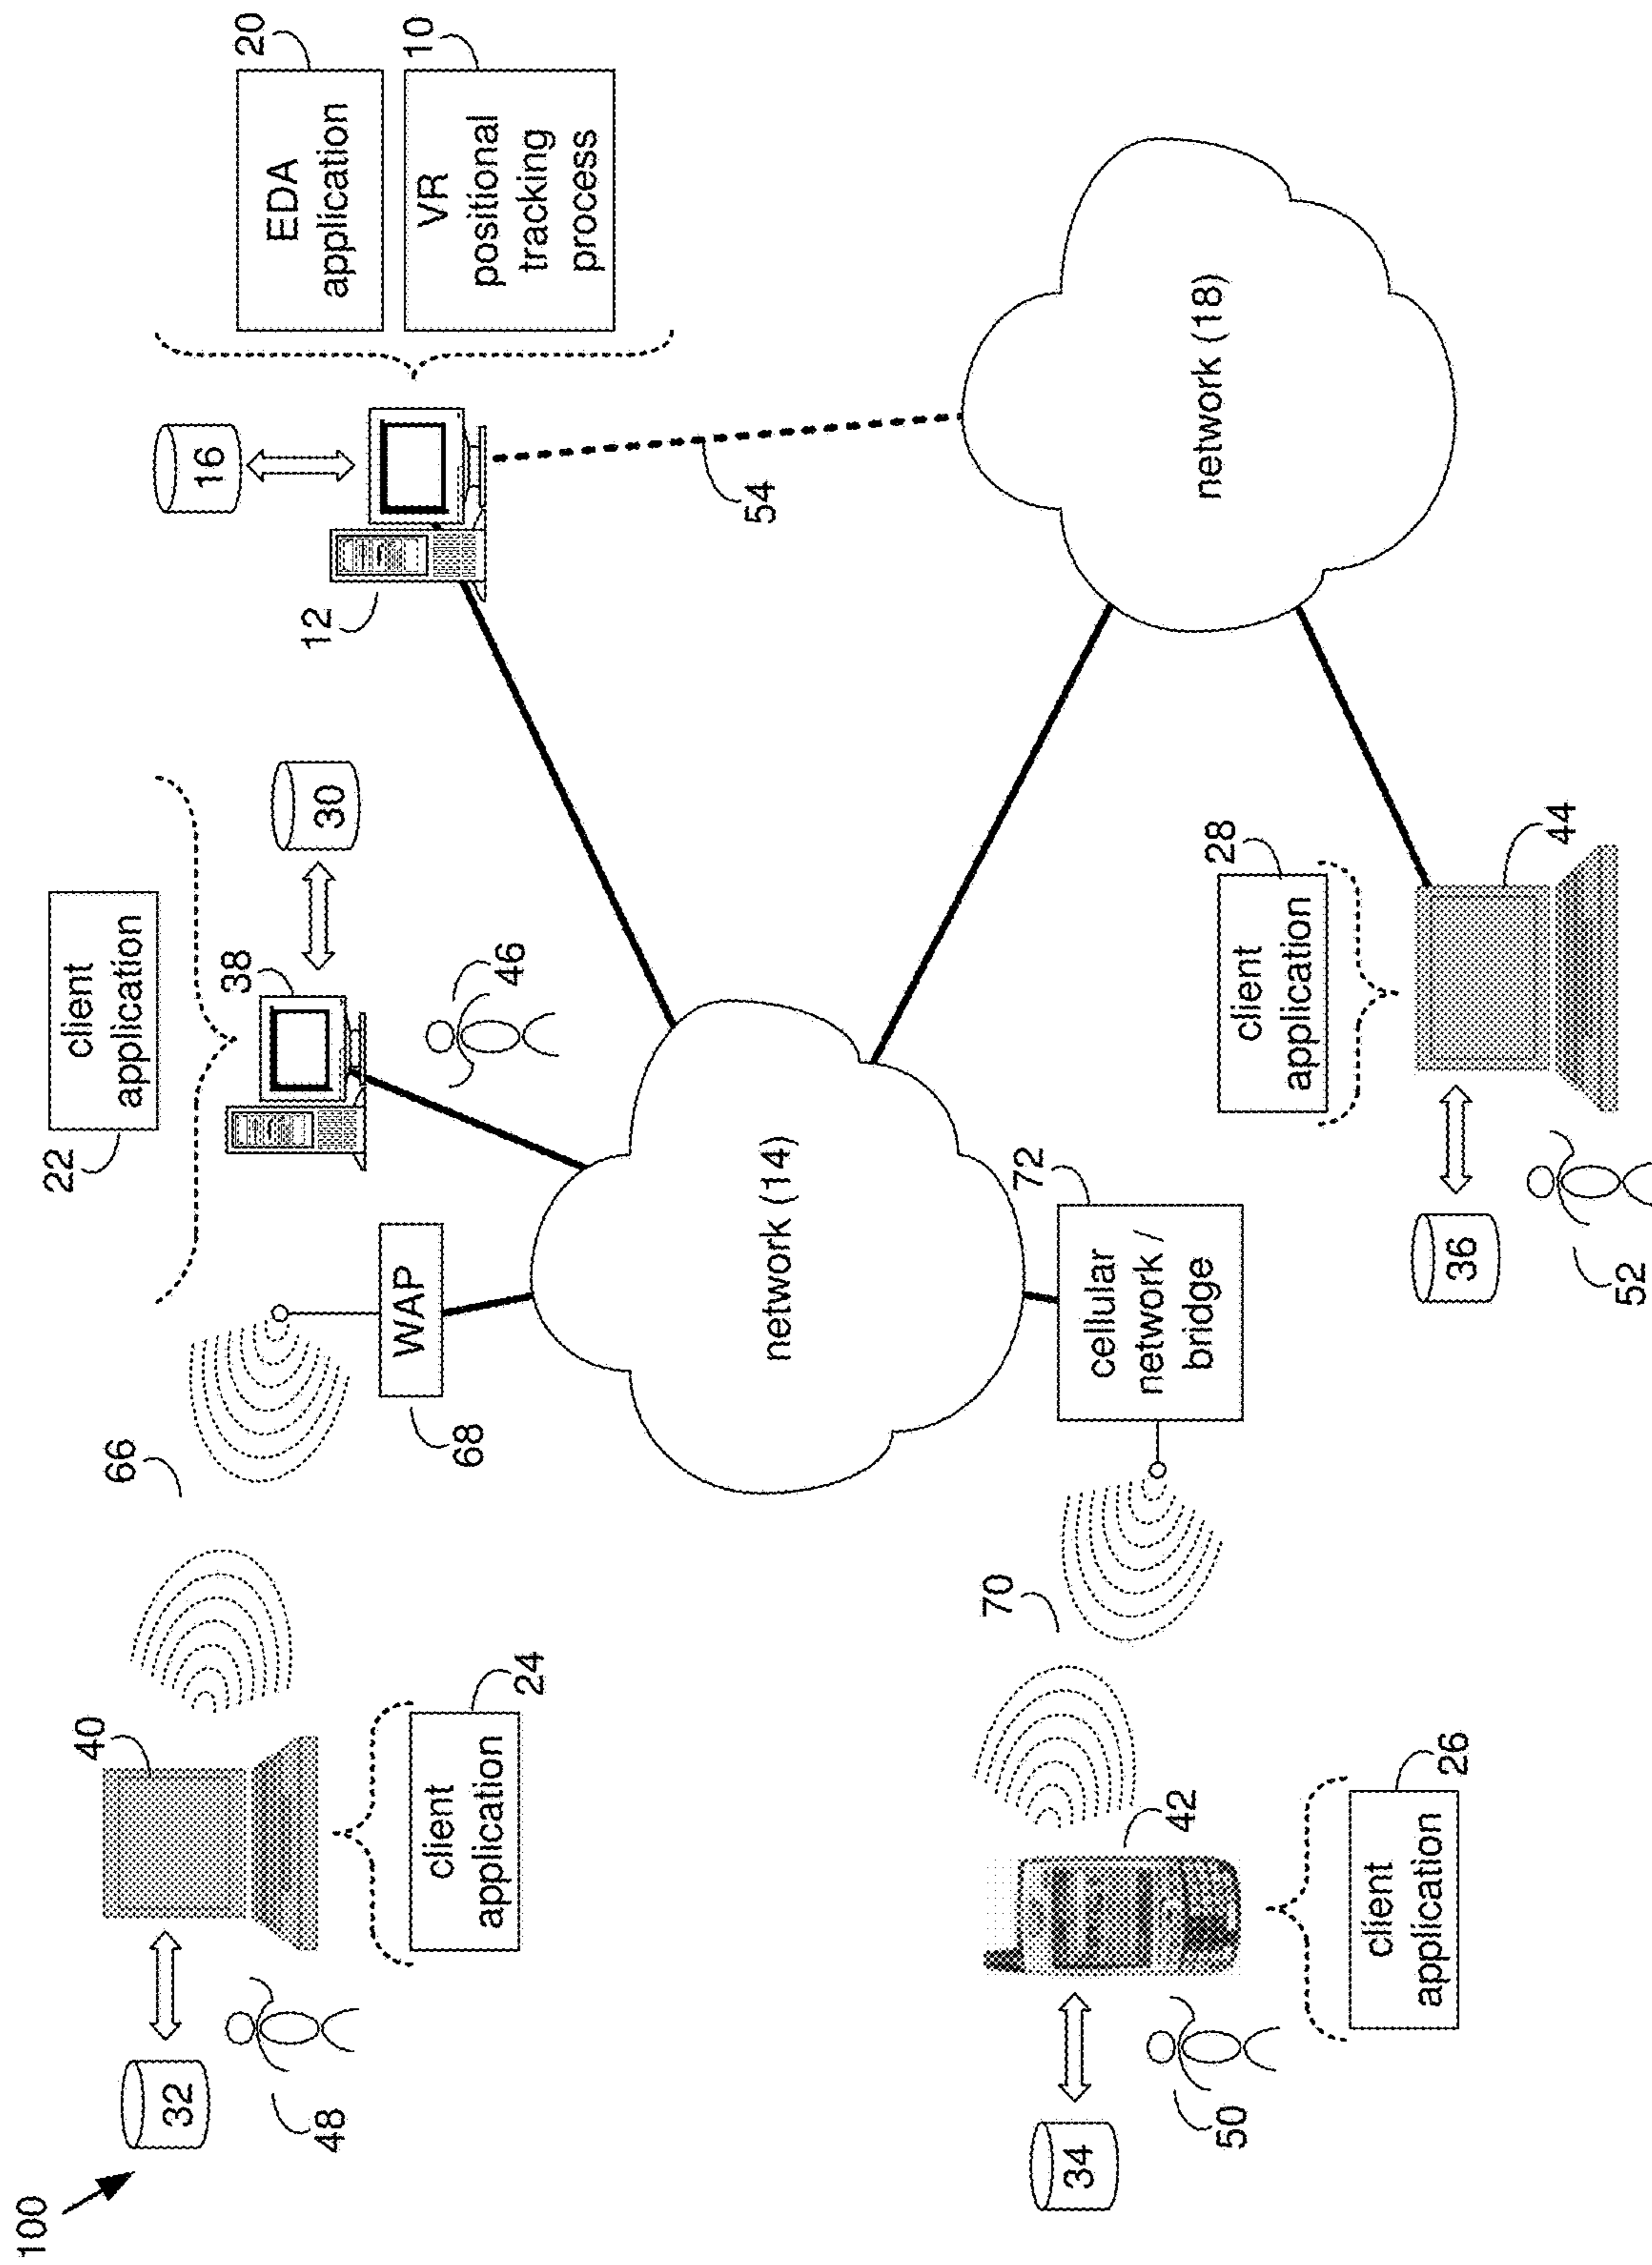 100
22
client
application
40
66
32
16
38
20
EDA
application
12
30
48
WAP
10
VR
positional
tracking
process
client
application
24
68
46
54
network (14)
70
72
34
cellular
network /
bridge
42
network (18)
28
client
application
50
client
application
26
36
44
52